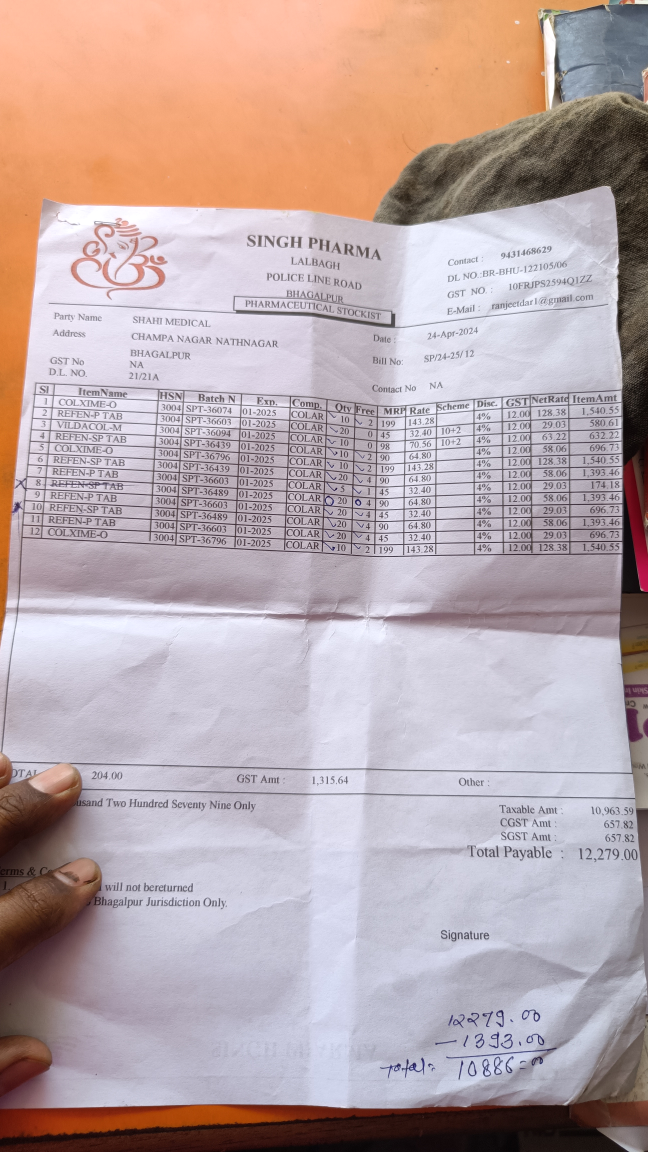 SINGH PHARMA
LALBAGH
POLICE LINE ROAD
BHAGALPUR
PHARMACEUTICAL STOCKIST
Contact : 9431468629
DL NO.:BR-BHU-122105/06
GST NO. : 10FRJPS2594Q1ZZ
E-Mail : ranjeetdar1@gmail.com
Party Name SHAHI MEDICAL
Address CHAMPA NAGAR NATHNAGAR
BHAGALPUR
GST No NA
D.L. NO. 21/21A
Date : 24-Apr-2024
Bill No: SP/24-25/12
Contact No NA
Sl ItemName HSN Batch N Exp. Comp. Qty Free MRP Rate Scheme Disc. GST NetRate ItemAmt
1 COLXIME-O 3004 SPT-36074 01-2025 COLAR 10 2 199 143.28 4% 12.00 128.38 1,540.55
2 REFEN-P TAB 3004 SPT-36603 01-2025 COLAR 20 0 45 32.40 10+2 4% 12.00 29.03 580.61
3 VILDACOL-M 3004 SPT-36094 01-2025 COLAR 10 0 98 70.56 10+2 4% 12.00 63.22 632.22
4 REFEN-SP TAB 3004 SPT-36439 01-2025 COLAR 10 2 90 64.80 4% 12.00 58.06 696.73
5 COLXIME-O 3004 SPT-36796 01-2025 COLAR 10 2 199 143.28 4% 12.00 128.38 1,540.55
6 REFEN-SP TAB 3004 SPT-36439 01-2025 COLAR 20 4 90 64.80 4% 12.00 58.06 1,393.46
7 REFEN-P TAB 3004 SPT-36603 01-2025 COLAR 5 1 45 32.40 4% 12.00 29.03 174.18
8 REFEN-SP TAB 3004 SPT-36489 01-2025 COLAR 20 4 90 64.80 4% 12.00 58.06 1,393.46
9 REFEN-P TAB 3004 SPT-36603 01-2025 COLAR 20 4 45 32.40 4% 12.00 29.03 696.73
10 REFEN-SP TAB 3004 SPT-36489 01-2025 COLAR 20 4 90 64.80 4% 12.00 58.06 1,393.46
11 REFEN-P TAB 3004 SPT-36603 01-2025 COLAR 20 4 45 32.40 4% 12.00 29.03 696.73
12 COLXIME-O 3004 SPT-36796 01-2025 COLAR 10 2 199 143.28 4% 12.00 128.38 1,540.55
OTAL 204.00 GST Amt : 1,315.64 Other :
usand Two Hundred Seventy Nine Only
Taxable Amt : 10,963.59
CGST Amt : 657.82
SGST Amt : 657.82
Total Payable : 12,279.00
erms &
will not bereturned
Bhagalpur Jurisdiction Only.
Signature
12279.00
-1393.00
Total= 10886=00